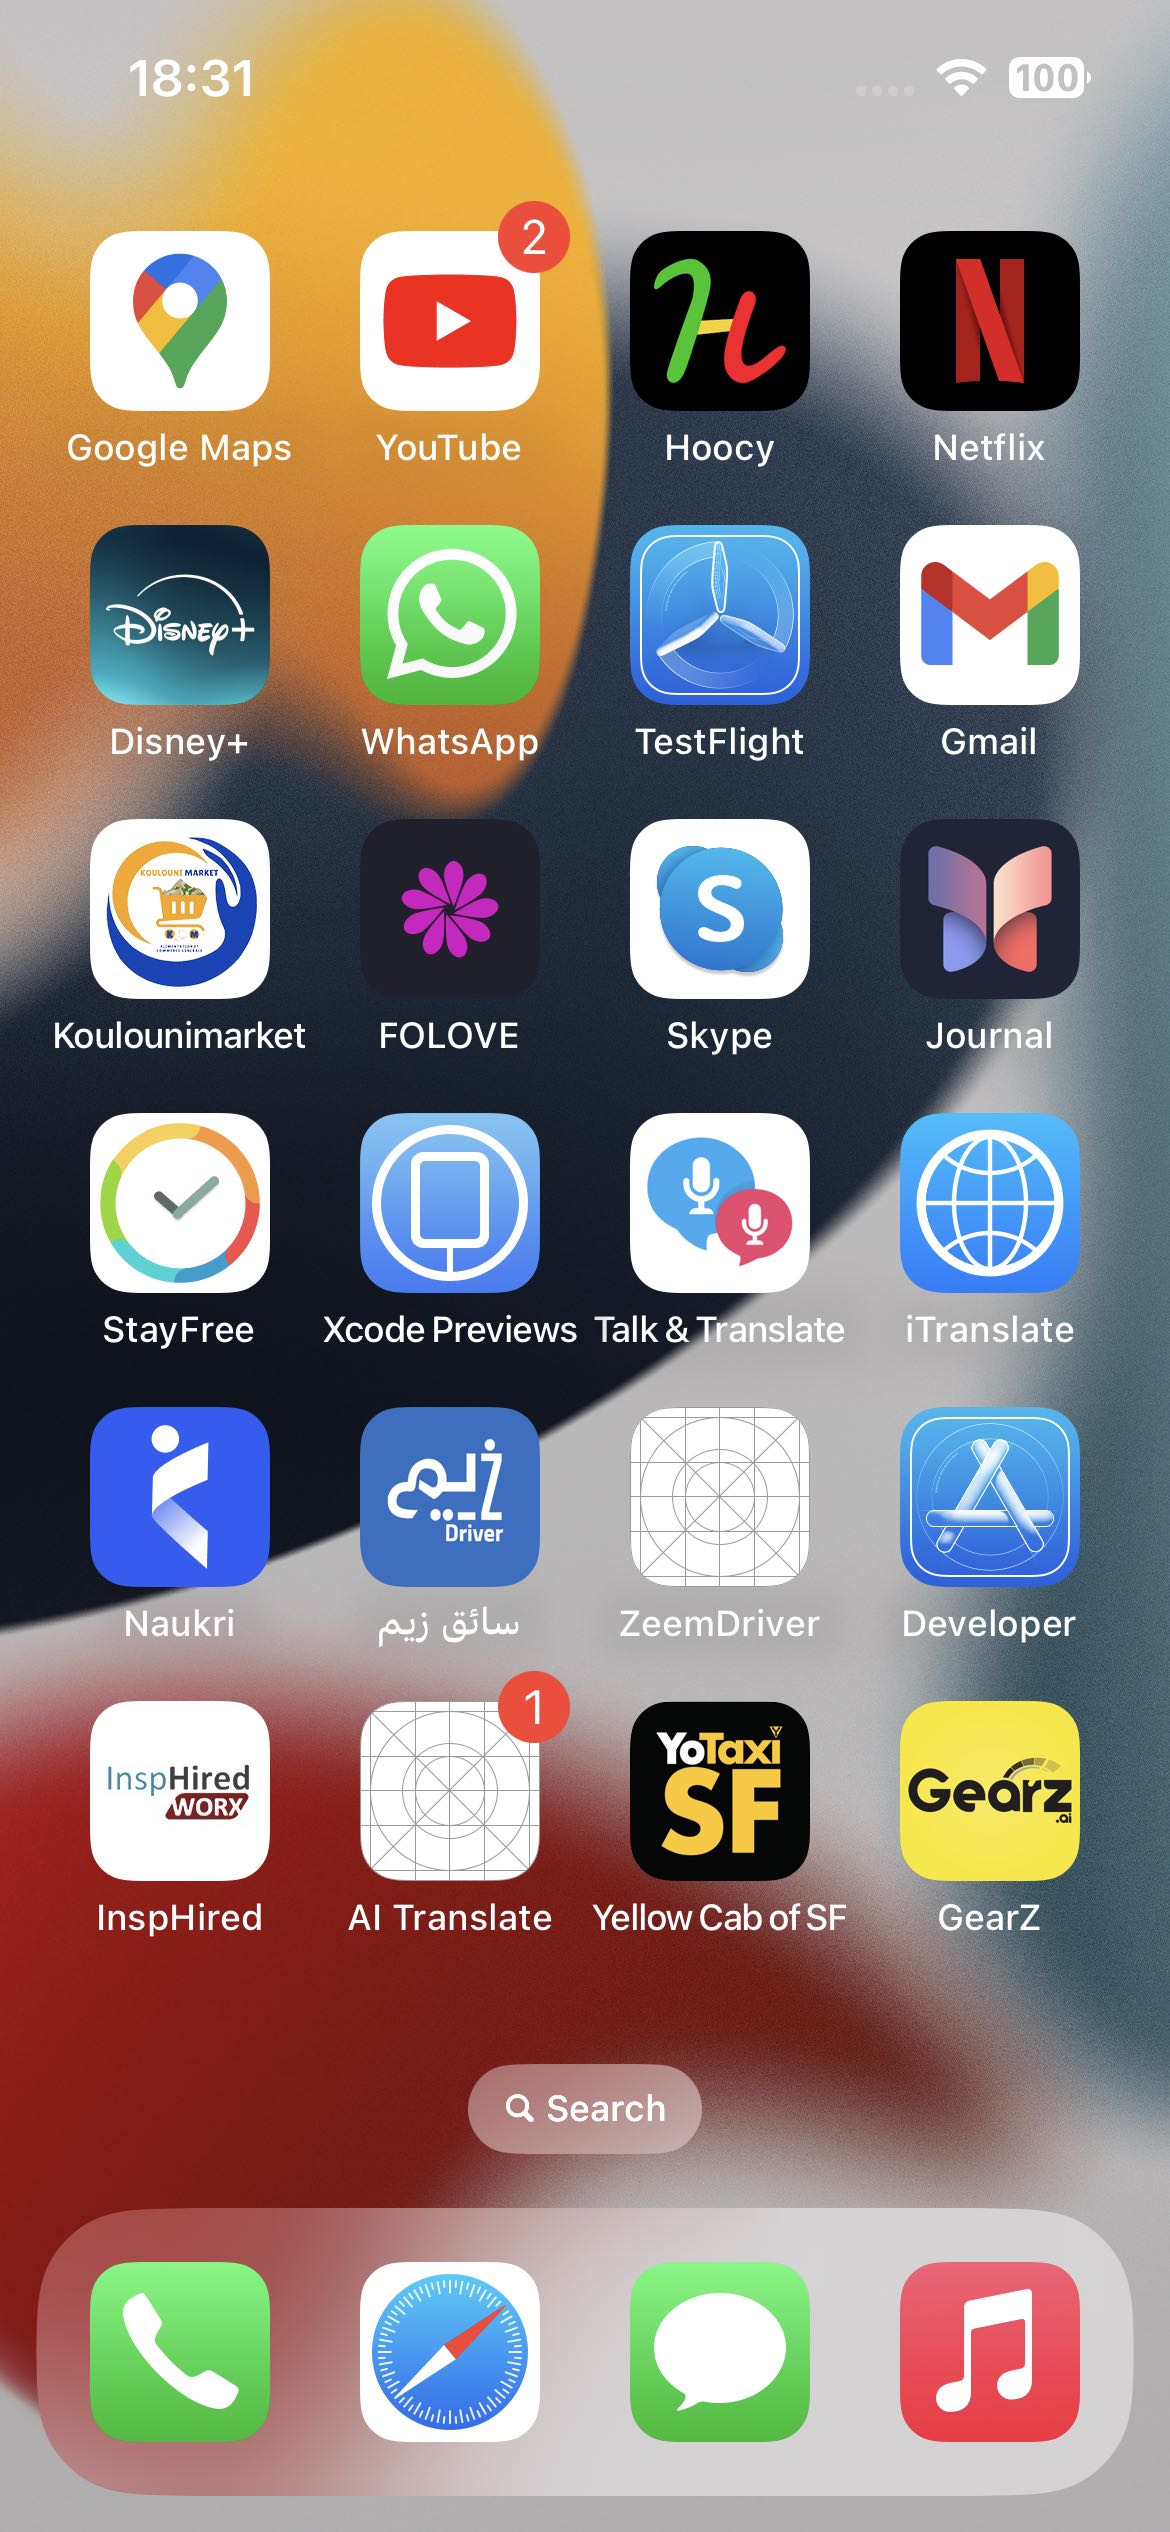 18:31
100
2
Google Maps
YouTube
Hoocy
Netflix
Disney+
Disney+
WhatsApp
TestFlight
Gmail
KOULOUNI MARKET
K M
Koulounimarket
FOLOVE
Skype
Journal
StayFree
Xcode Previews
Talk & Translate
iTranslate
زيم
Driver
Naukri
سائق زيم
ZeemDriver
Developer
1
InspHired
WORX
YoTaxi
SF
Gearz
.ai
InspHired
AI Translate
Yellow Cab of SF
GearZ
Search